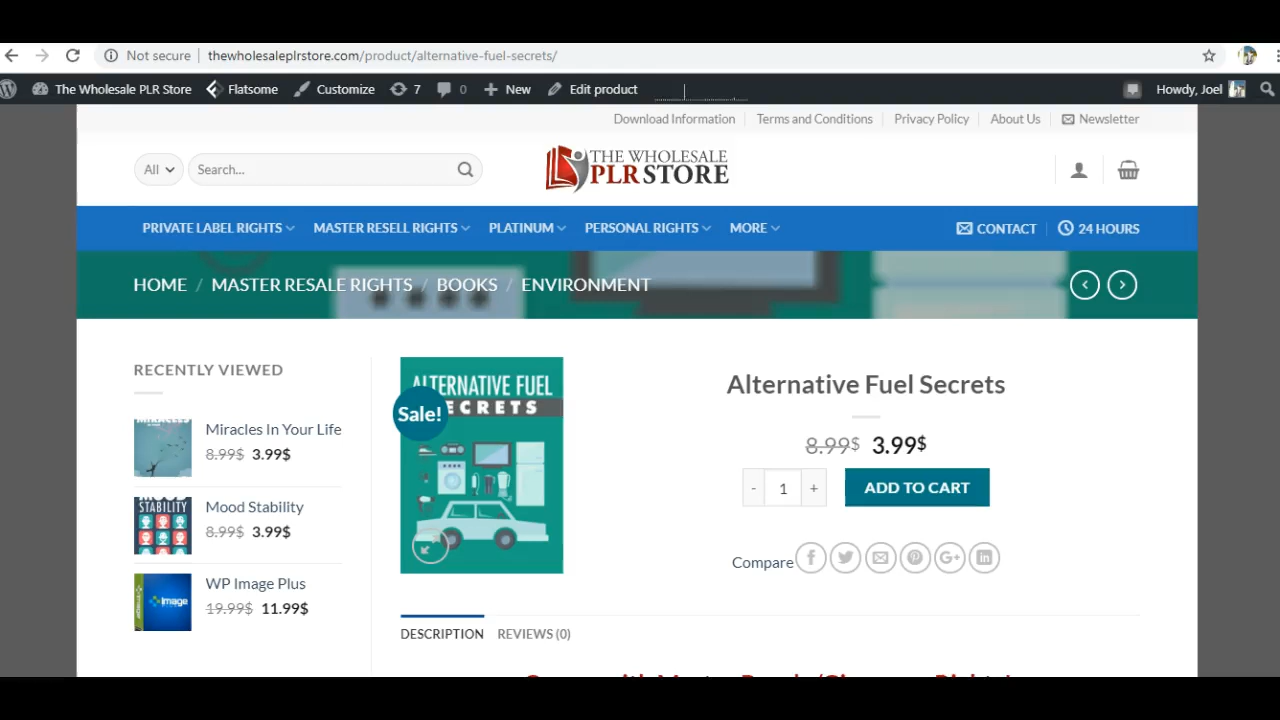 Not secure | thewholesaleplrstore.com/product/alternative-fuel-secrets/
The Wholesale PLR Store Flatsome Customize 7 0 New Edit product Howdy, Joel
Download Information Terms and Conditions Privacy Policy About Us Newsletter
All Search... THE WHOLESALE
PLR STORE
PRIVATE LABEL RIGHTS MASTER RESELL RIGHTS PLATINUM PERSONAL RIGHTS MORE CONTACT 24 HOURS
HOME / MASTER RESALE RIGHTS / BOOKS / ENVIRONMENT
RECENTLY VIEWED
Miracles In Your Life
8.99$ 3.99$
STABILITY
Mood Stability
8.99$ 3.99$
image
WP Image Plus
19.99$ 11.99$
ALTERNATIVE FUEL
ECRETS
Sale!
Alternative Fuel Secrets
8.99$ 3.99$
- 1 + ADD TO CART
Compare
DESCRIPTION REVIEWS (0)